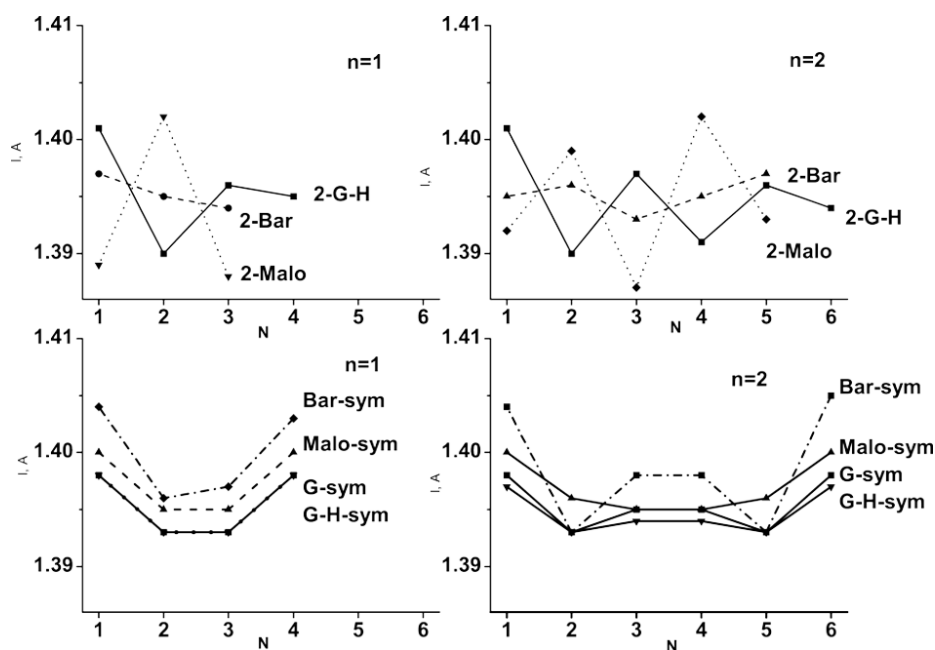 1.41
1.40
1.39
l, A
n=1
2-G-H
2-Bar
2-Malo
1 2 3 4 5 6
N
1.41
1.40
1.39
l, A
n=2
2-Bar
2-G-H
2-Malo
1 2 3 4 5 6
N
1.41
1.40
1.39
l, A
n=1
Bar-sym
Malo-sym
G-sym
G-H-sym
1 2 3 4 5 6
N
1.41
1.40
1.39
l, A
n=2
Bar-sym
Malo-sym
G-sym
G-H-sym
1 2 3 4 5 6
N